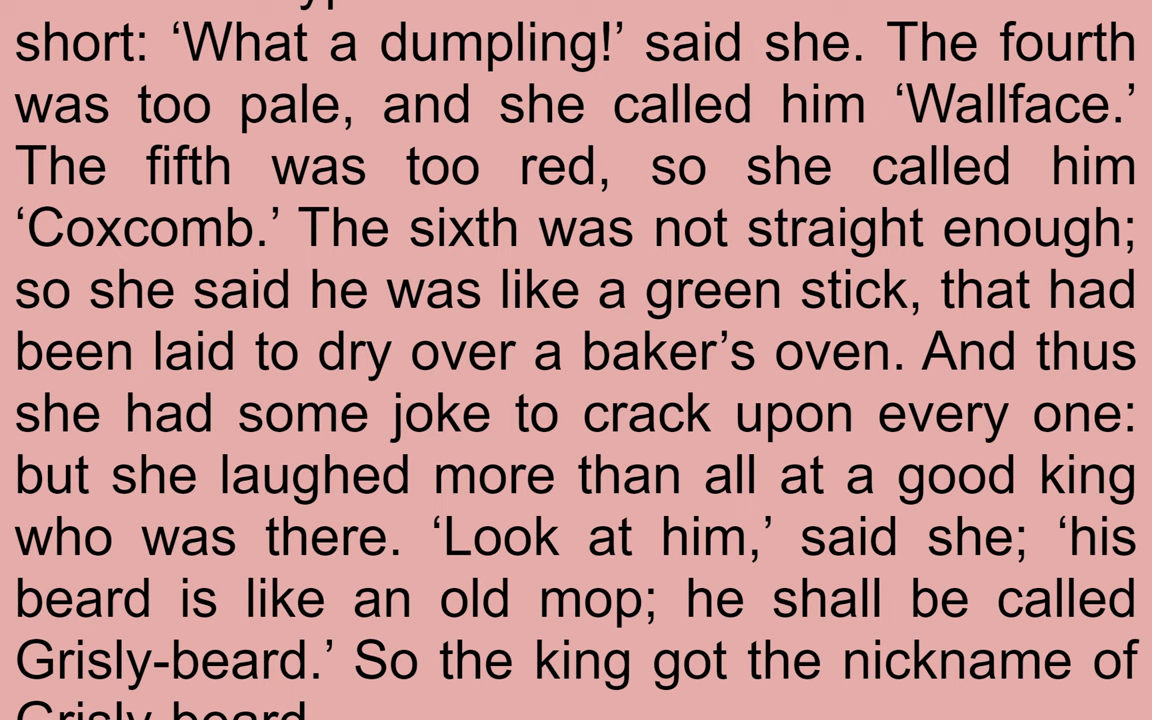 short: ‘What a dumpling!’ said she. The fourth
was too pale, and she called him ‘Wallface.’
The fifth was too red, so she called him
‘Coxcomb.’ The sixth was not straight enough;
so she said he was like a green stick, that had
been laid to dry over a baker’s oven. And thus
she had some joke to crack upon every one:
but she laughed more than all at a good king
who was there. ‘Look at him,’ said she; ‘his
beard is like an old mop; he shall be called
Grisly-beard.’ So the king got the nickname of
Grisly-beard.